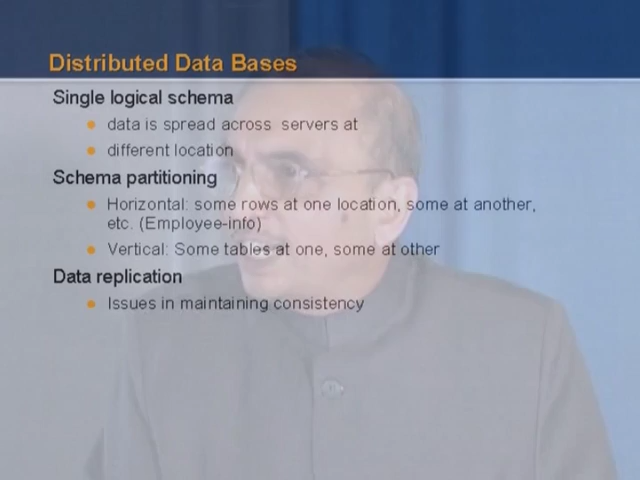 Distributed Data Bases
Single logical schema
data is spread across servers at
different location
Schema partitioning
Horizontal: some rows at one location, some at another,
etc. (Employee-info)
Vertical: Some tables at one, some at other
Data replication
Issues in maintaining consistency